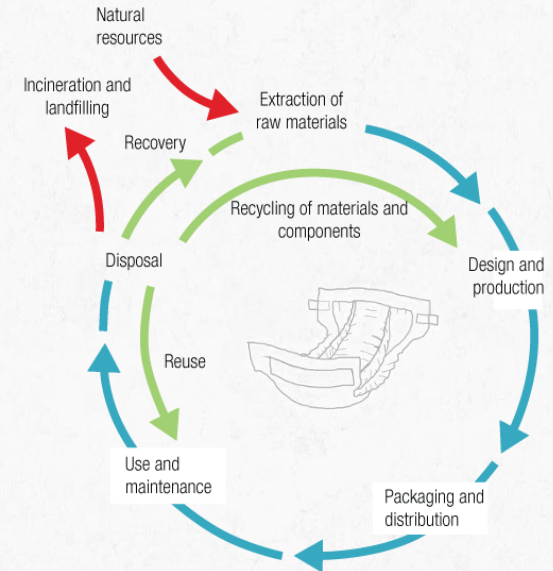 Natural
resources
Incineration and
landfilling
Extraction of
raw materials
Recovery
Recycling of materials and
components
Disposal
Design and
production
Reuse
Use and
maintenance
Packaging and
distribution